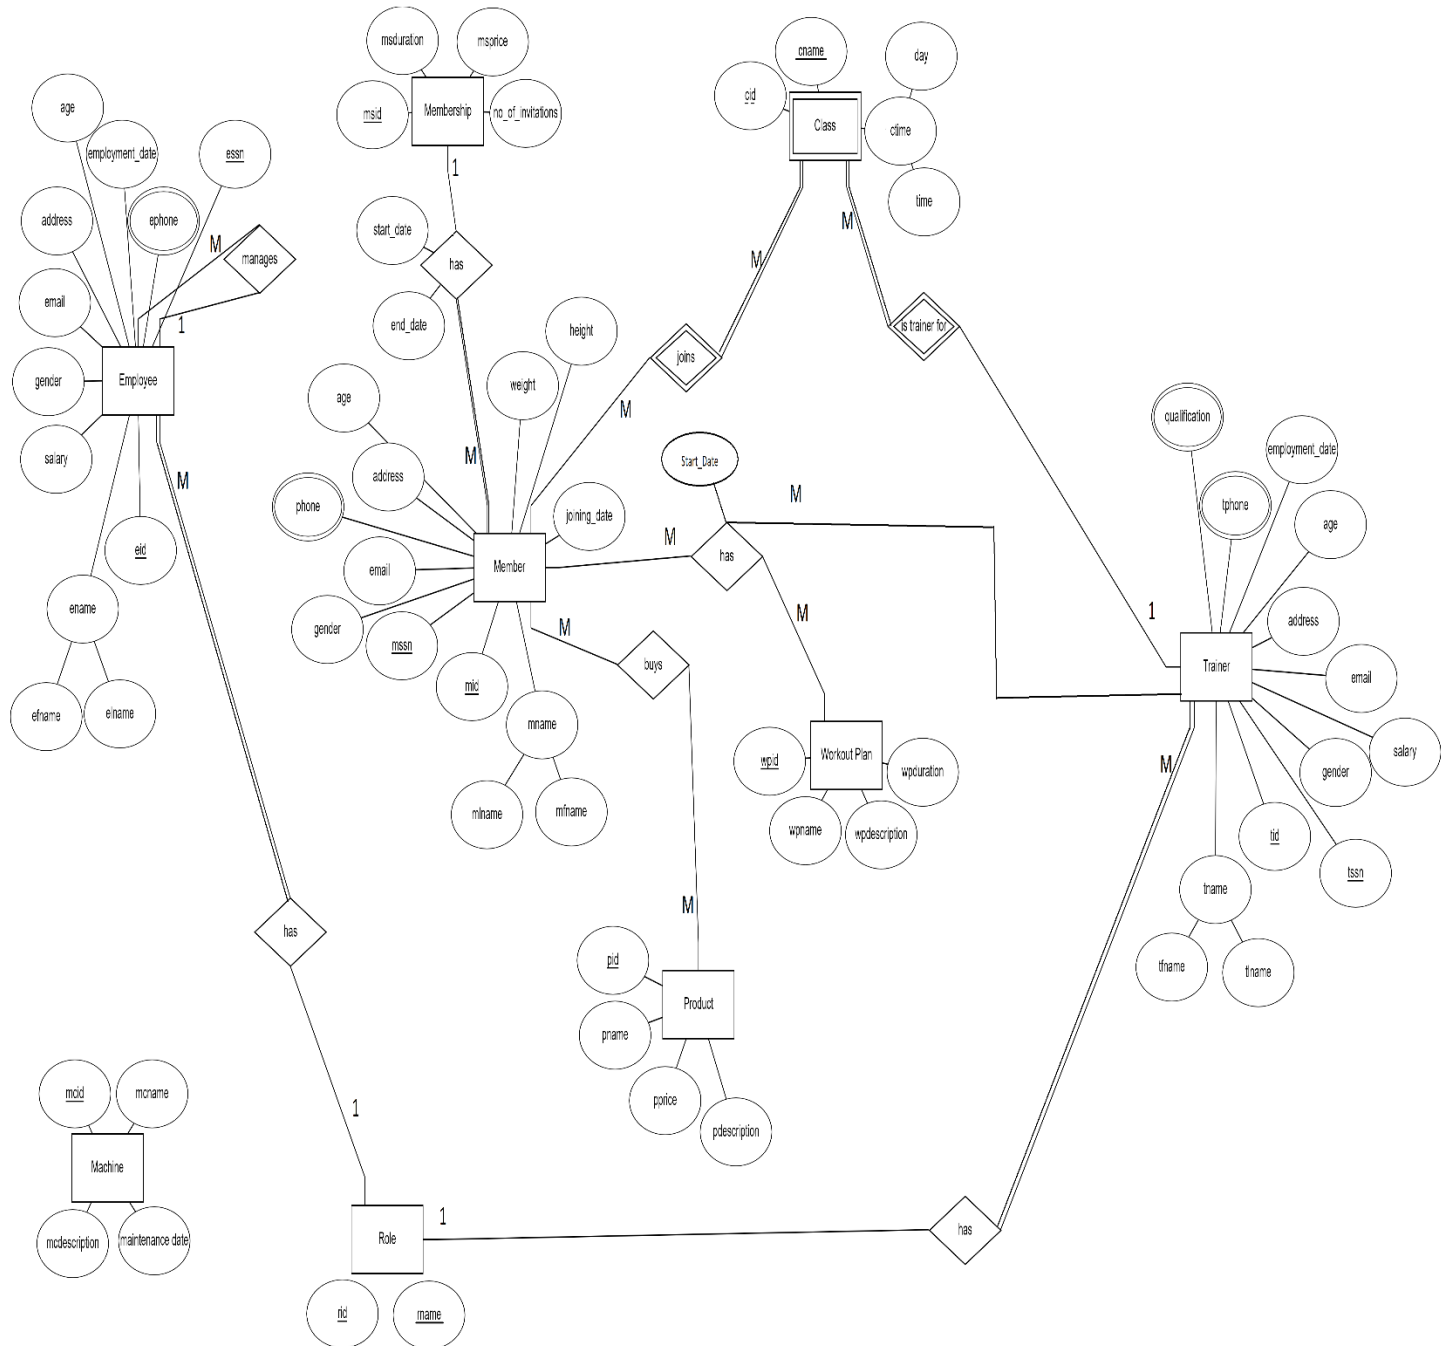 msduration
msprice
msid
Membership
no_of_invitations
1
cname
day
cid
Class
ctime
time
age
employment_date
essn
address
ephone
M
manages
email
1
gender
Employee
salary
M
eid
ename
efname
elname
start_date
has
end_date
M
height
weight
age
address
phone
joining_date
email
Member
gender
mssn
mid
mname
mlname
mfname
M
joins
M
M
is trainer for
1
Start_Date
M
M
has
M
M
buys
M
wpid
Workout Plan
wpduration
wpname
wpdescription
qualification
employment_date
tphone
age
address
Trainer
email
salary
gender
M
tid
tssn
tname
tfname
tlname
pid
Product
pname
pprice
pdescription
has
1
mcid
mcname
Machine
mcdescription
maintenance date
Role
1
has
rid
rname